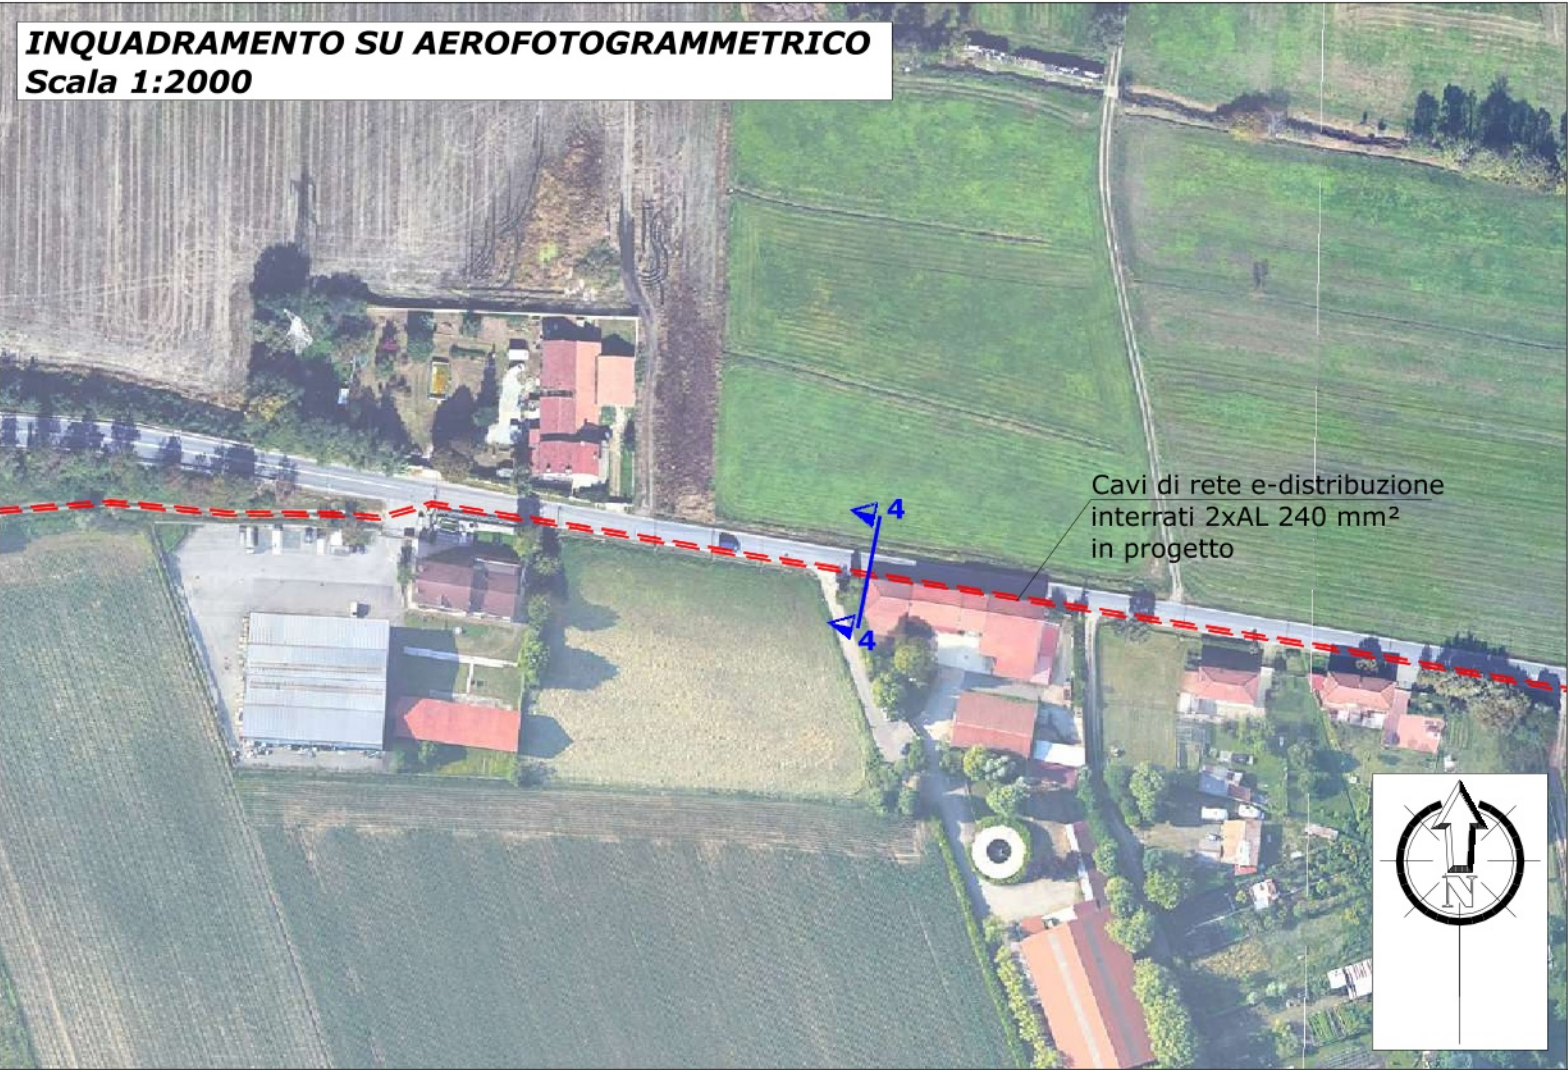 INQUADRAMENTO SU AEROFOTOGRAMMETRICO
Scala 1:2000
Cavi di rete e-distribuzione
interrati 2xAL 240 mm²
in progetto
4
4
N